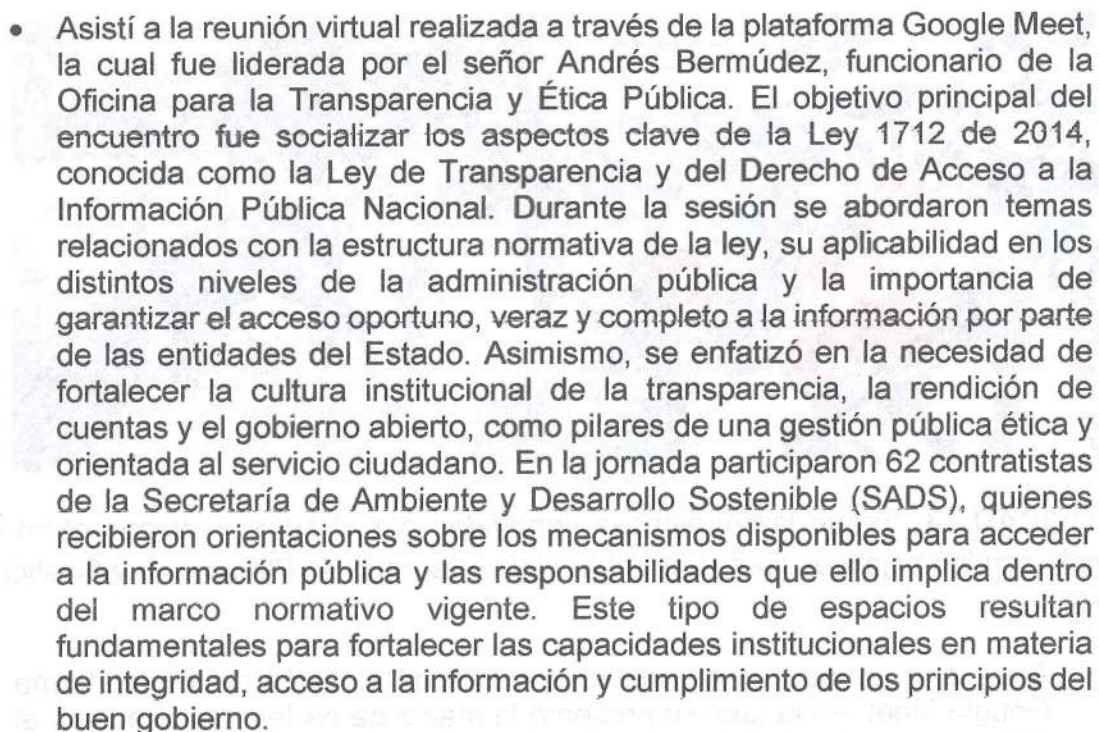 • Asistí a la reunión virtual realizada a través de la plataforma Google Meet,
la cual fue liderada por el señor Andrés Bermúdez, funcionario de la
Oficina para la Transparencia y Ética Pública. El objetivo principal del
encuentro fue socializar los aspectos clave de la Ley 1712 de 2014,
conocida como la Ley de Transparencia y del Derecho de Acceso a la
Información Pública Nacional. Durante la sesión se abordaron temas
relacionados con la estructura normativa de la ley, su aplicabilidad en los
distintos niveles de la administración pública y la importancia de
garantizar el acceso oportuno, veraz y completo a la información por parte
de las entidades del Estado. Asimismo, se enfatizó en la necesidad de
fortalecer la cultura institucional de la transparencia, la rendición de
cuentas y el gobierno abierto, como pilares de una gestión pública ética y
orientada al servicio ciudadano. En la jornada participaron 62 contratistas
de la Secretaría de Ambiente y Desarrollo Sostenible (SADS), quienes
recibieron orientaciones sobre los mecanismos disponibles para acceder
a la información pública y las responsabilidades que ello implica dentro
del marco normativo vigente. Este tipo de espacios resultan
fundamentales para fortalecer las capacidades institucionales en materia
de integridad, acceso a la información y cumplimiento de los principios del
buen gobierno.